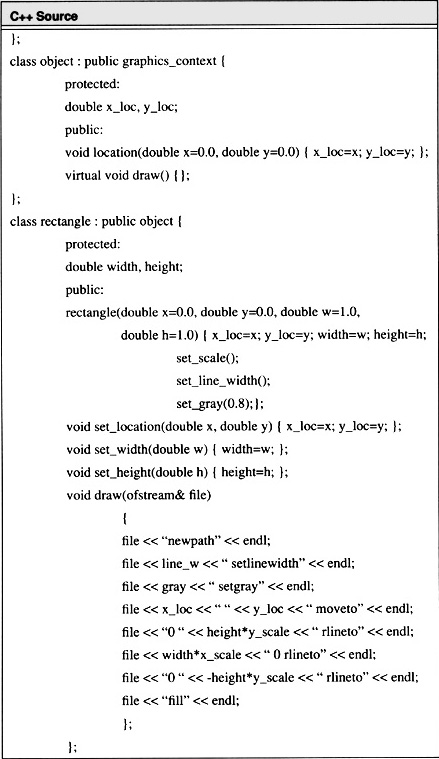 C++ Source
};
class object : public graphics_context {
protected:
double x_loc, y_loc;
public:
void location(double x=0.0, double y=0.0) { x_loc=x; y_loc=y; };
virtual void draw() {};
};
class rectangle : public object {
protected:
double width, height;
public:
rectangle(double x=0.0, double y=0.0, double w=1.0,
double h=1.0) { x_loc=x; y_loc=y; width=w; height=h;
set_scale();
set_line_width();
set_gray(0.8);};
void set_location(double x, double y) { x_loc=x; y_loc=y; };
void set_width(double w) { width=w; };
void set_height(double h) { height=h; };
void draw(ofstream& file)
{
file << “newpath” << endl;
file << line_w << “ setlinewidth” << endl;
file << gray << “ setgray” << endl;
file << x_loc << “ “ << y_loc << “ moveto” << endl;
file << “0 “ << height*y_scale << “ rlineto” << endl;
file << width*x_scale << “ 0 rlineto” << endl;
file << “0 “ << -height*y_scale << “ rlineto” << endl;
file << “fill” << endl;
};
};